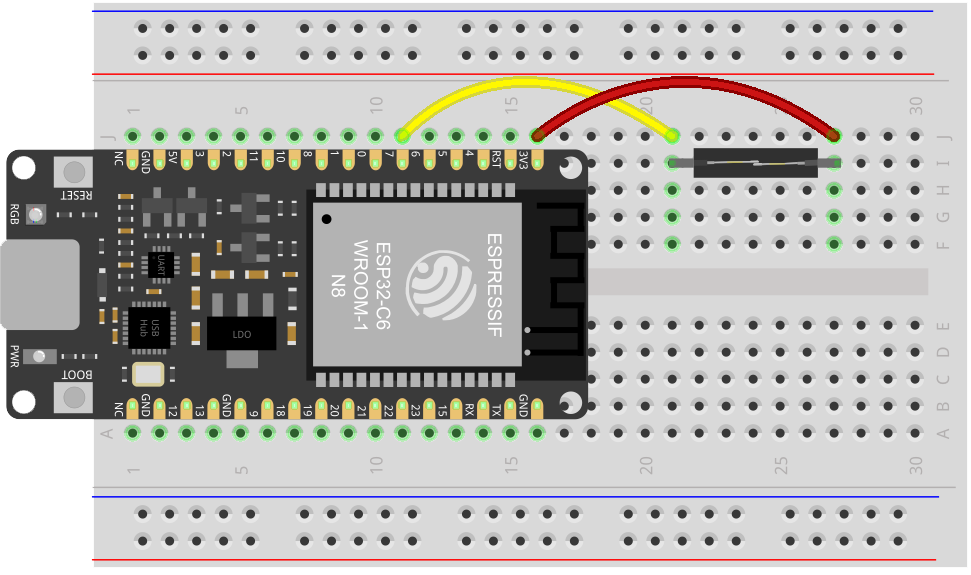 1 5 10 15 20 30
J J
NC GND 5V 3 2 11 10 8 1 0 7 6 5 4 RST 3V3
I
RESET
H
RGB
G
F
UART
ESPRESSIF
ESP32-C6
WROOM-1
N8
USB
Hub
LDO
E
PWR
D
BOOT
C
NC GND 12 13 GND 9 18 19 20 21 22 23 15 RX TX GND
B
A A
1 5 10 15 20 25 30